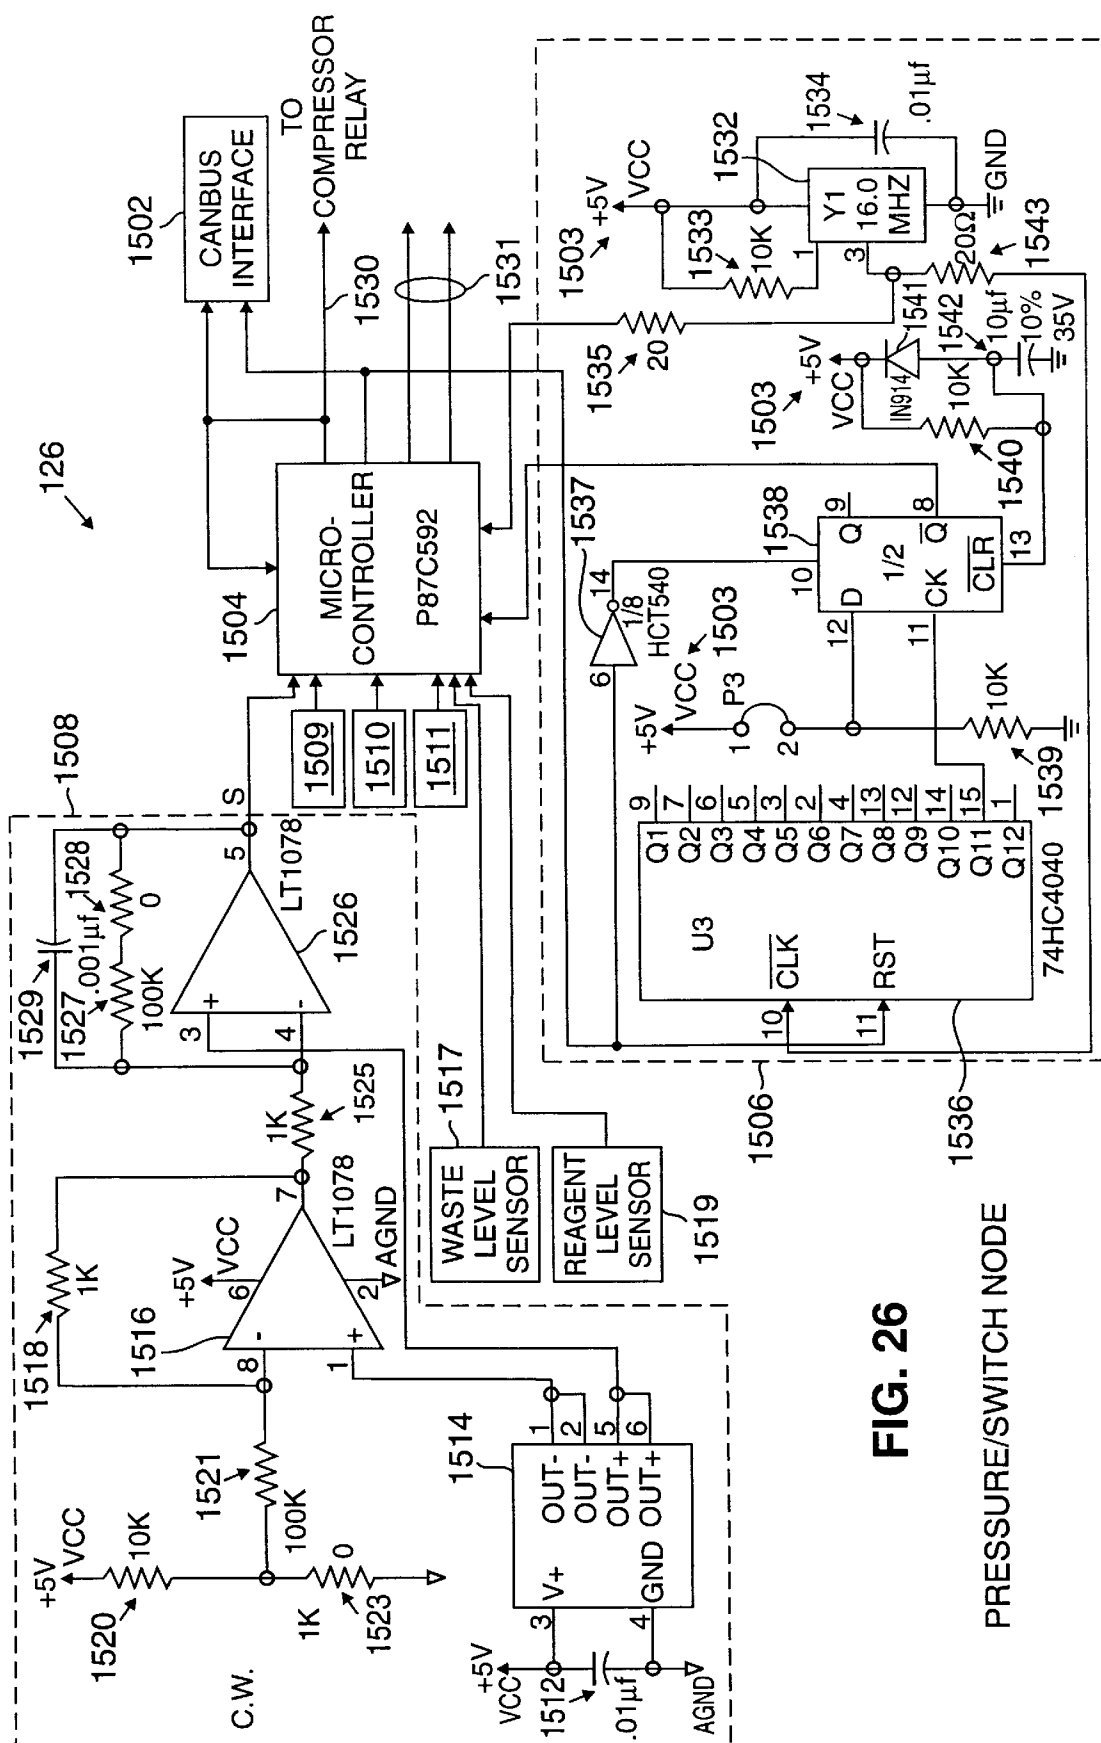 126
1502
CANBUS
INTERFACE
TO
COMPRESSOR
RELAY
1530
1531
1504
MICRO-
CONTROLLER
P87C592
1509
1510
1511
1508
S
1529
.001µf
1527
100K
1528
0
5
LT1078
1526
+
3
-
4
1K
1525
7
LT1078
1K
1518
1516
+5V
VCC
6
2
AGND
-
8
+
1
1521
100K
+5V
VCC
10K
1520
1K
0
1523
C.W.
1514
OUT-
1
OUT-
2
OUT+
5
OUT+
6
V+
3
GND
4
+5V
VCC
1512
.01µf
AGND
1517
WASTE
LEVEL
SENSOR
REAGENT
LEVEL
SENSOR
1519
1506
1503
+5V
VCC
1533
10K
1532
1534
.01µf
Y1
16.0
MHZ
1
3
GND
20Ω
1543
1535
20
1503
+5V
VCC
IN914
1541
1542
10µf
10%
35V
10K
1540
1537
14
6
1/8
HCT540
1538
10
D
12
Q
9
1/2
Q
8
CK
11
CLR
13
+5V
VCC
1503
P3
1
2
10K
1539
U3
CLK
10
RST
11
Q1
9
Q2
7
Q3
6
Q4
5
Q5
3
Q6
2
Q7
4
Q8
13
Q9
12
Q10
14
Q11
15
Q12
1
74HC4040
1536
FIG. 26
PRESSURE/SWITCH NODE